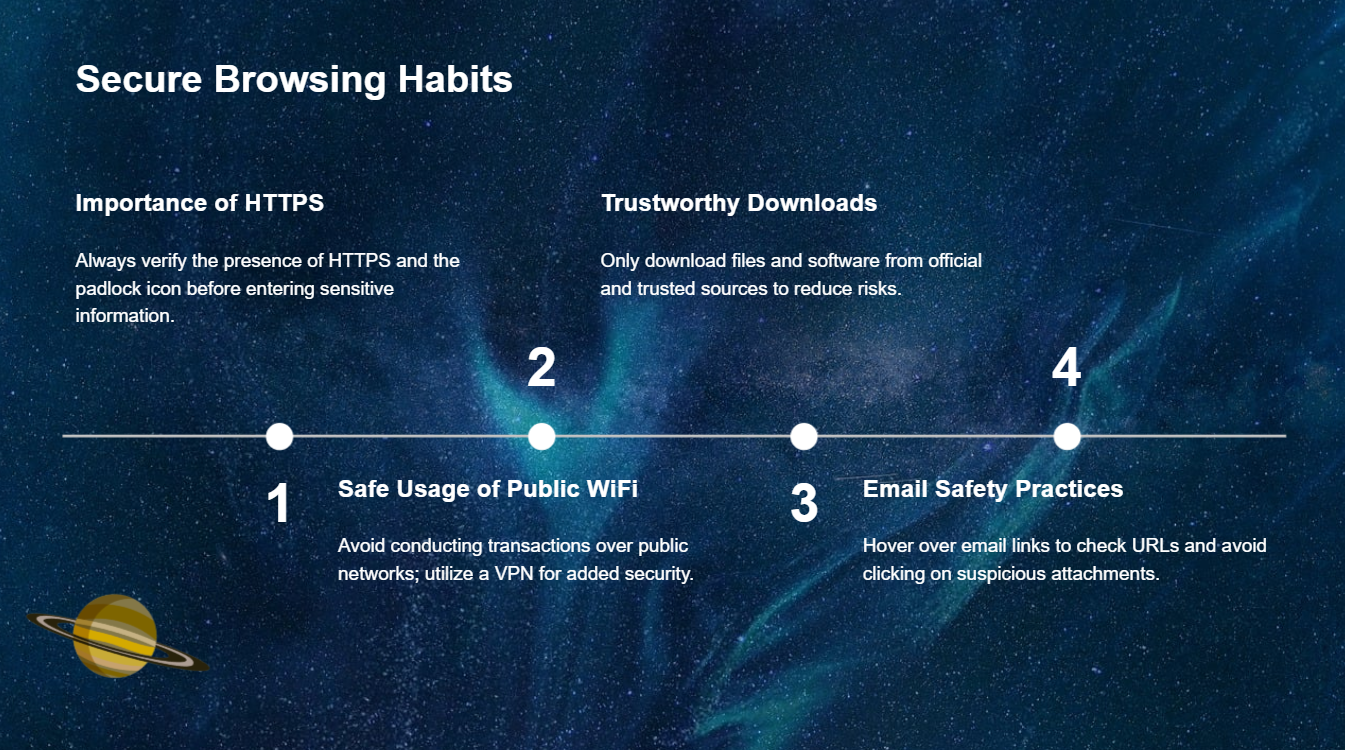 Secure Browsing Habits
Importance of HTTPS
Always verify the presence of HTTPS and the
padlock icon before entering sensitive
information.
1
2
Safe Usage of Public WiFi
Avoid conducting transactions over public
networks; utilize a VPN for added security.
Trustworthy Downloads
Only download files and software from official
and trusted sources to reduce risks.
3
4
Email Safety Practices
Hover over email links to check URLs and avoid
clicking on suspicious attachments.